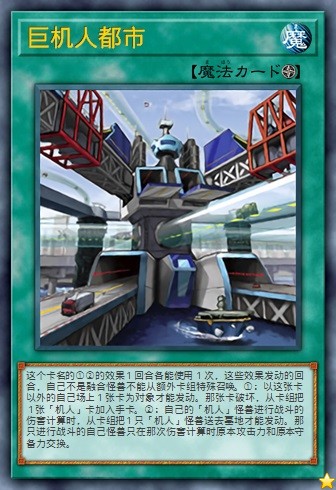 巨机人都市
魔
【魔法カード】
这个卡名的①②的效果1回合各能使用1次，这些效果发动的回
合，自己不是融合怪兽不能从额外卡组特殊召唤。①：以这张卡
以外的自己场上1张卡为对象才能发动。那张卡破坏，从卡组把
1张「机人」卡加入手卡。②：自己的「机人」怪兽进行战斗的
伤害计算时，从卡组把1只「机人」怪兽送去墓地才能发动。那
只进行战斗的自己怪兽只在那次伤害计算时原本攻击力和原本守
备力交换。